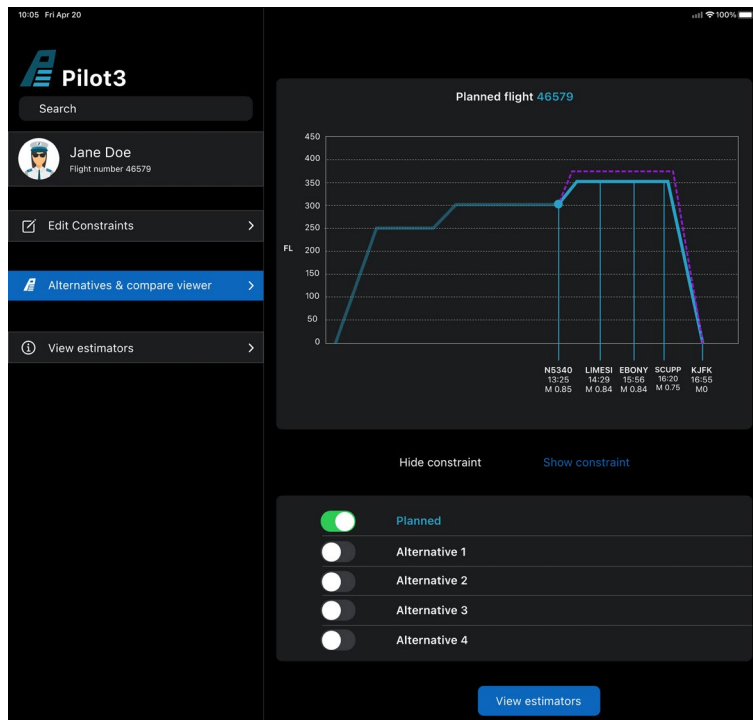 10:05 Fri Apr 20
100%
Pilot3
Search
Jane Doe
Flight number 46579
Edit Constraints
Alternatives & compare viewer
View estimators
Planned flight 46579
450
400
350
300
250
FL 200
150
100
50
0
N5340 LIMESI EBONY SCUPP KJFK
13:25 14:29 15:56 16:20 16:55
M 0.85 M 0.84 M 0.84 M 0.75 M0
Hide constraint Show constraint
Planned
Alternative 1
Alternative 2
Alternative 3
Alternative 4
View estimators